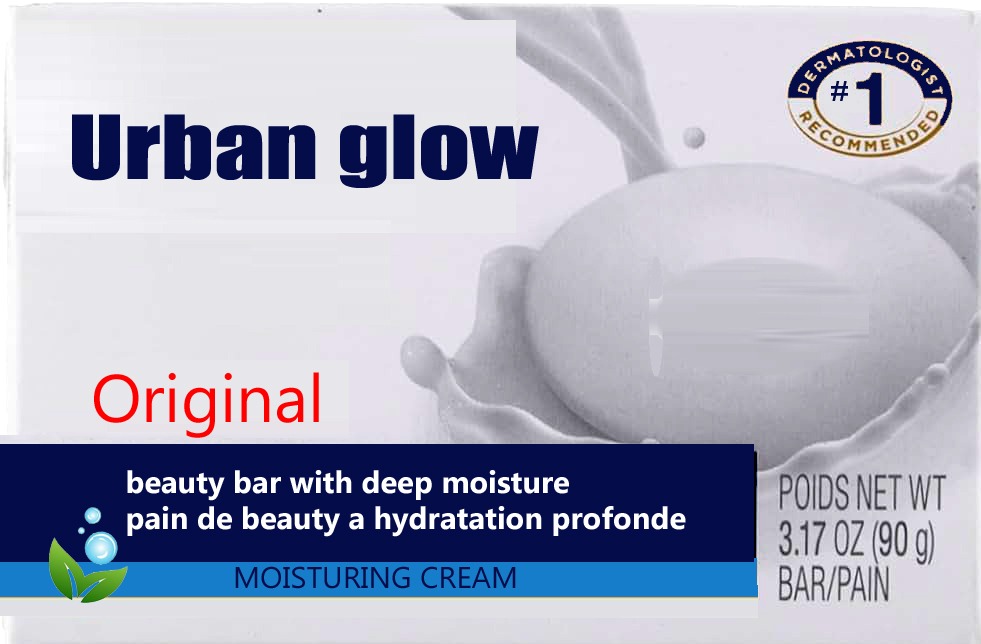 Urban glow
DERMATOLOGIST
#1
RECOMMENDED
Original
beauty bar with deep moisture
pain de beauty a hydratation profonde
MOISTURING CREAM
POIDS NET WT
3.17 OZ (90 g)
BAR/PAIN